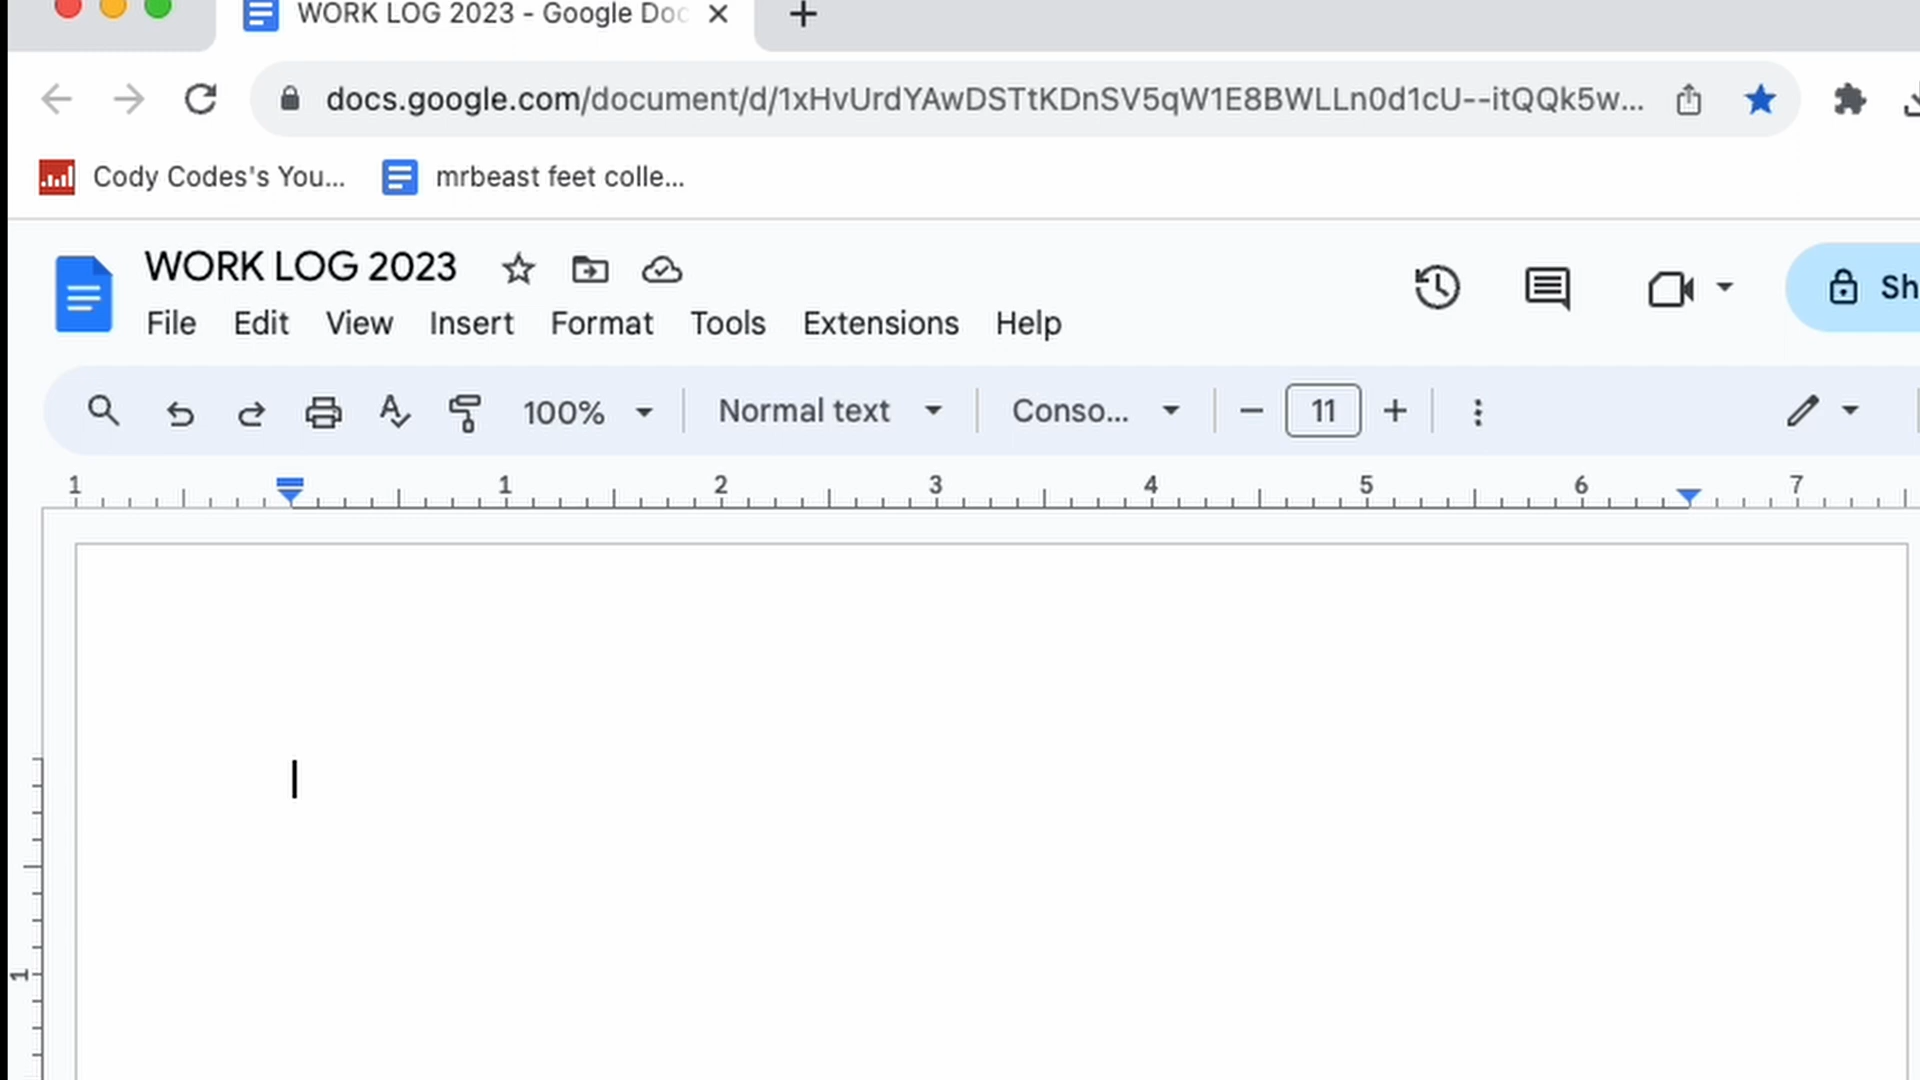 WORK LOG 2023 - Google Doc
docs.google.com/document/d/1xHvUrdYAwDSTtKDnSV5qW1E8BWLLn0d1cU--itQQk5w...
Cody Codes's You... mrbeast feet colle...
WORK LOG 2023
File Edit View Insert Format Tools Extensions Help
Sh
100% Normal text Conso... 11
1 1 2 3 4 5 6 7
1